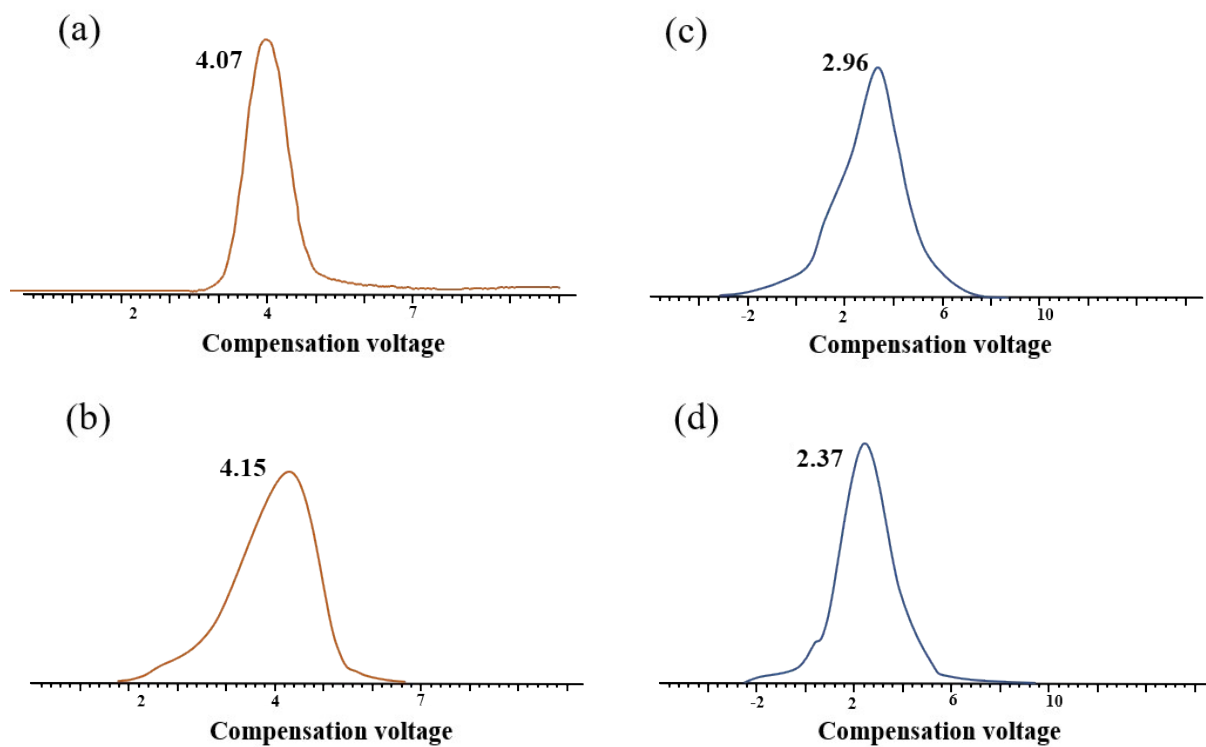 (a)
4.07
2 4 7
Compensation voltage
(b)
4.15
2 4 7
Compensation voltage
(c)
2.96
-2 2 6 10
Compensation voltage
(d)
2.37
-2 2 6 10
Compensation voltage